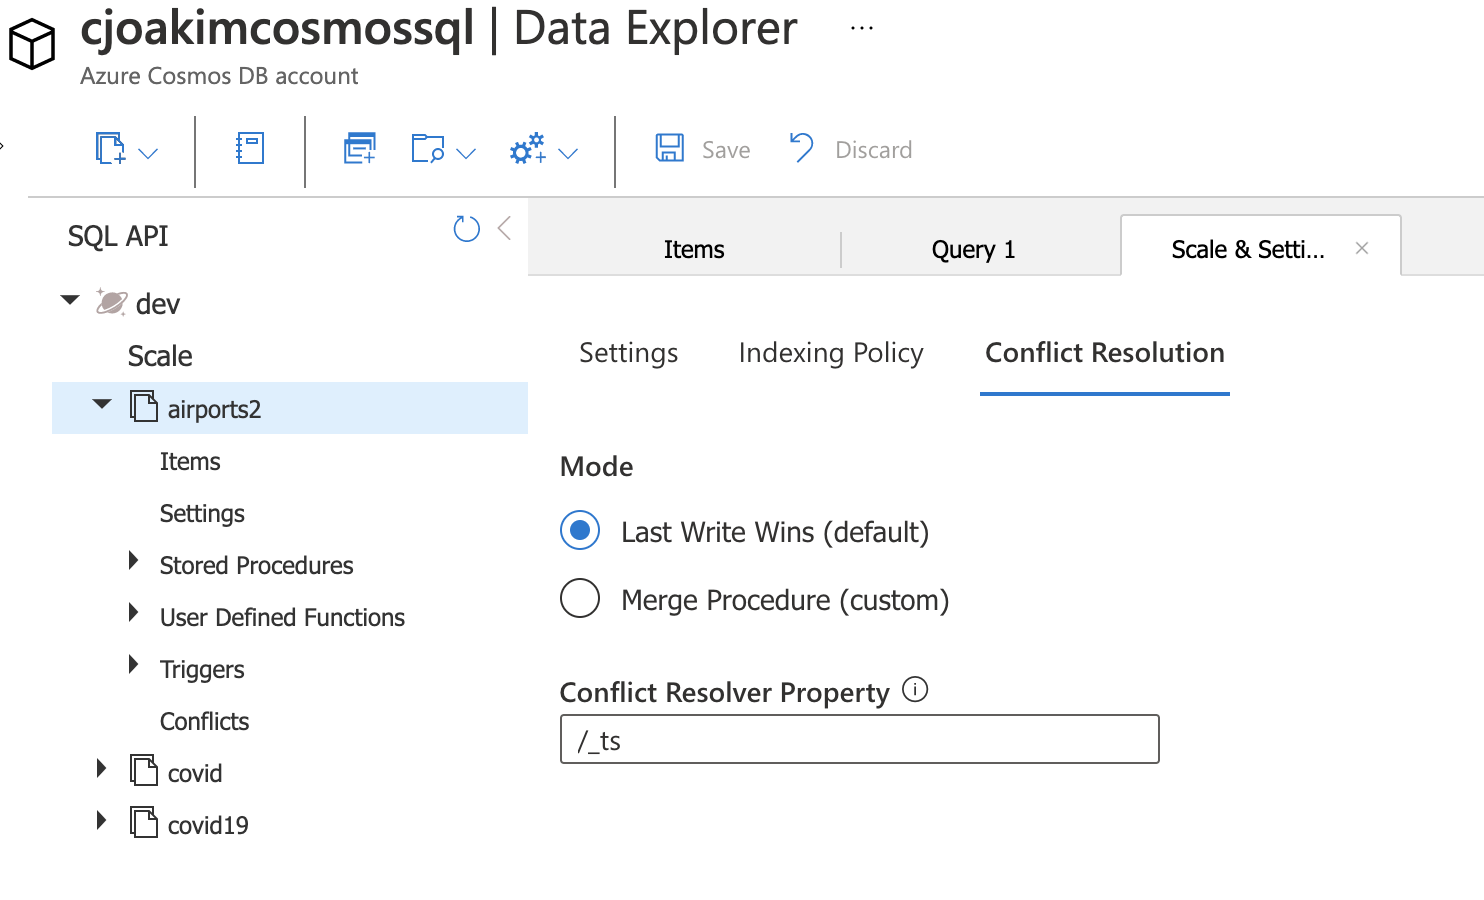 cjoakimcosmossql | Data Explorer ...
Azure Cosmos DB account
Save Discard
SQL API
Items Query 1 Scale & Setti...
dev
Scale
airports2
Items
Settings
Stored Procedures
User Defined Functions
Triggers
Conflicts
covid
covid19
Settings Indexing Policy Conflict Resolution
Mode
Last Write Wins (default)
Merge Procedure (custom)
Conflict Resolver Property
/_ts